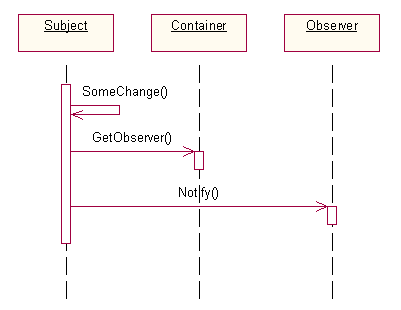 Subject
Container
Observer
SomeChange()
GetObserver()
Notify()